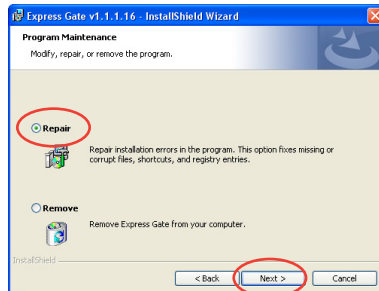 Express Gate v1.1.1.16 - InstallShield Wizard
Program Maintenance
Modify, repair, or remove the program.
Repair
Repair installation errors in the program. This option fixes missing or
corrupt files, shortcuts, and registry entries.
Remove
Remove Express Gate from your computer.
InstallShield
< Back Next > Cancel